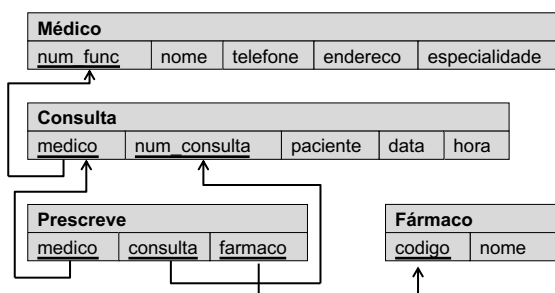 Médico
num_func nome telefone endereco especialidade
Consulta
medico num_consulta paciente data hora
Prescreve
medico consulta farmaco
Fármaco
codigo nome